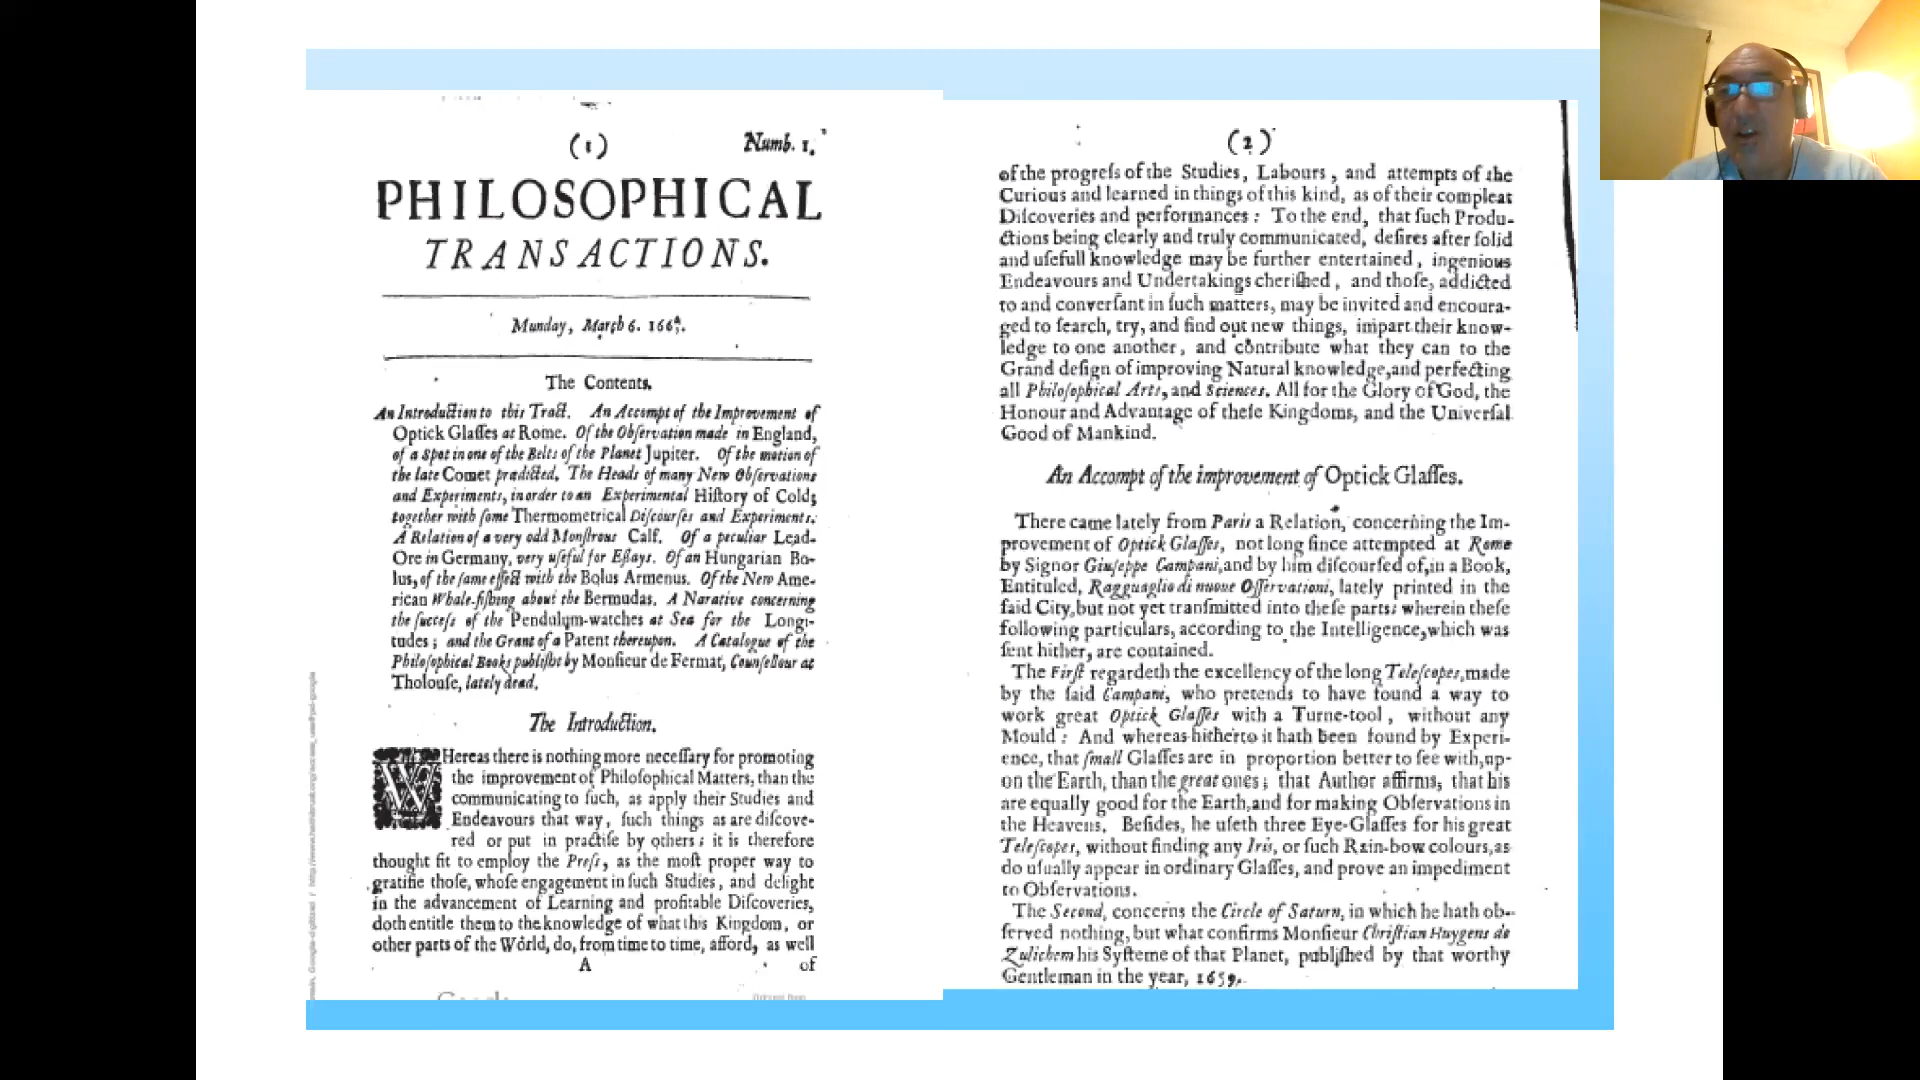 (1)
Numb. 1.
PHILOSOPHICAL
TRANSACTIONS.
Munday, March 6. 166
The Contents.
An Introduction to this Tract. An Accompt of the Improvement of
Optick Glaſſes at Rome. Of the Obſervation made in England,
of a Spot in one of the Belts of the Planet Jupiter. Of the motion of
the late Comet prædicted. The Heads of many New Obſervations
and Experiments, in order to an Experimental Hiſtory of Cold;
together with ſome Thermometrical Diſcourſes and Experiments.
A Relation of a very odd Monſtrous Calf. Of a peculiar Lead-
Ore in Germany, very uſeful for Eſſays. Of an Hungarian Bo-
lus, of the ſame effect with the Bolus Armenus. Of the New Ame-
rican Whale-fiſhing about the Bermudas. A Narative concerning
the ſucceſs of the Pendulum-watches at Sea for the Longi-
tudes; and the Grant of a Patent thereupon. A Catalogue of the
Philoſophical Books publiſht by Monſieur de Fermat, Counſellour at
Tholouſe, lately dead.
The Introduction.
WHereas there is nothing more neceſſary for promoting
the improvement of Philoſophical Matters, than the
communicating to ſuch, as apply their Studies and
Endeavours that way, ſuch things as are diſcove-
red or put in practiſe by others; it is therefore
thought fit to employ the Preſs, as the moſt proper way to
gratifie thoſe, whoſe engagement in ſuch Studies, and delight
in the advancement of Learning and profitable Diſcoveries,
doth entitle them to the knowledge of what this Kingdom, or
other parts of the World, do, from time to time, afford, as well
A
of
(2)
of the progreſs of the Studies, Labours, and attempts of the
Curious and learned in things of this kind, as of their compleat
Diſcoveries and performances: To the end, that ſuch Produ-
ctions being clearly and truly communicated, deſires after ſolid
and uſefull knowledge may be further entertained, ingenious
Endeavours and Undertakings cheriſhed, and thoſe, addicted
to and converſant in ſuch matters, may be invited and encoura-
ged to ſearch, try, and find out new things, impart their know-
ledge to one another, and contribute what they can to the
Grand deſign of improving Natural knowledge, and perfecting
all Philoſophical Arts, and Sciences. All for the Glory of God, the
Honour and Advantage of theſe Kingdoms, and the Univerſal
Good of Mankind.
An Accompt of the improvement of Optick Glaſſes.
There came lately from Paris a Relation, concerning the Im-
provement of Optick Glaſſes, not long ſince attempted at Rome
by Signor Giuſeppe Campani, and by him diſcourſed of, in a Book,
Entituled, Ragguaglio di nuove Oſſervationi, lately printed in the
ſaid City, but not yet tranſmitted into theſe parts; wherein theſe
following particulars, according to the Intelligence, which was
ſent hither, are contained.
The Firſt regardeth the excellency of the long Teleſcopes, made
by the ſaid Campani, who pretends to have found a way to
work great Optick Glaſſes with a Turne-tool, without any
Mould: And whereas hitherto it hath been found by Experi-
ence, that ſmall Glaſſes are in proportion better to ſee with, up-
on the Earth, than the great ones; that Author affirms, that his
are equally good for the Earth, and for making Obſervations in
the Heavens. Beſides, he uſeth three Eye-Glaſſes for his great
Teleſcopes, without finding any Iris, or ſuch Rain-bow colours, as
do uſually appear in ordinary Glaſſes, and prove an impediment
to Obſervations.
The Second, concerns the Circle of Saturn, in which he hath ob-
ſerved nothing, but what confirms Monſieur Chriſtian Huygens de
Zulichem his Syſteme of that Planet, publiſhed by that worthy
Gentleman in the year, 1659.